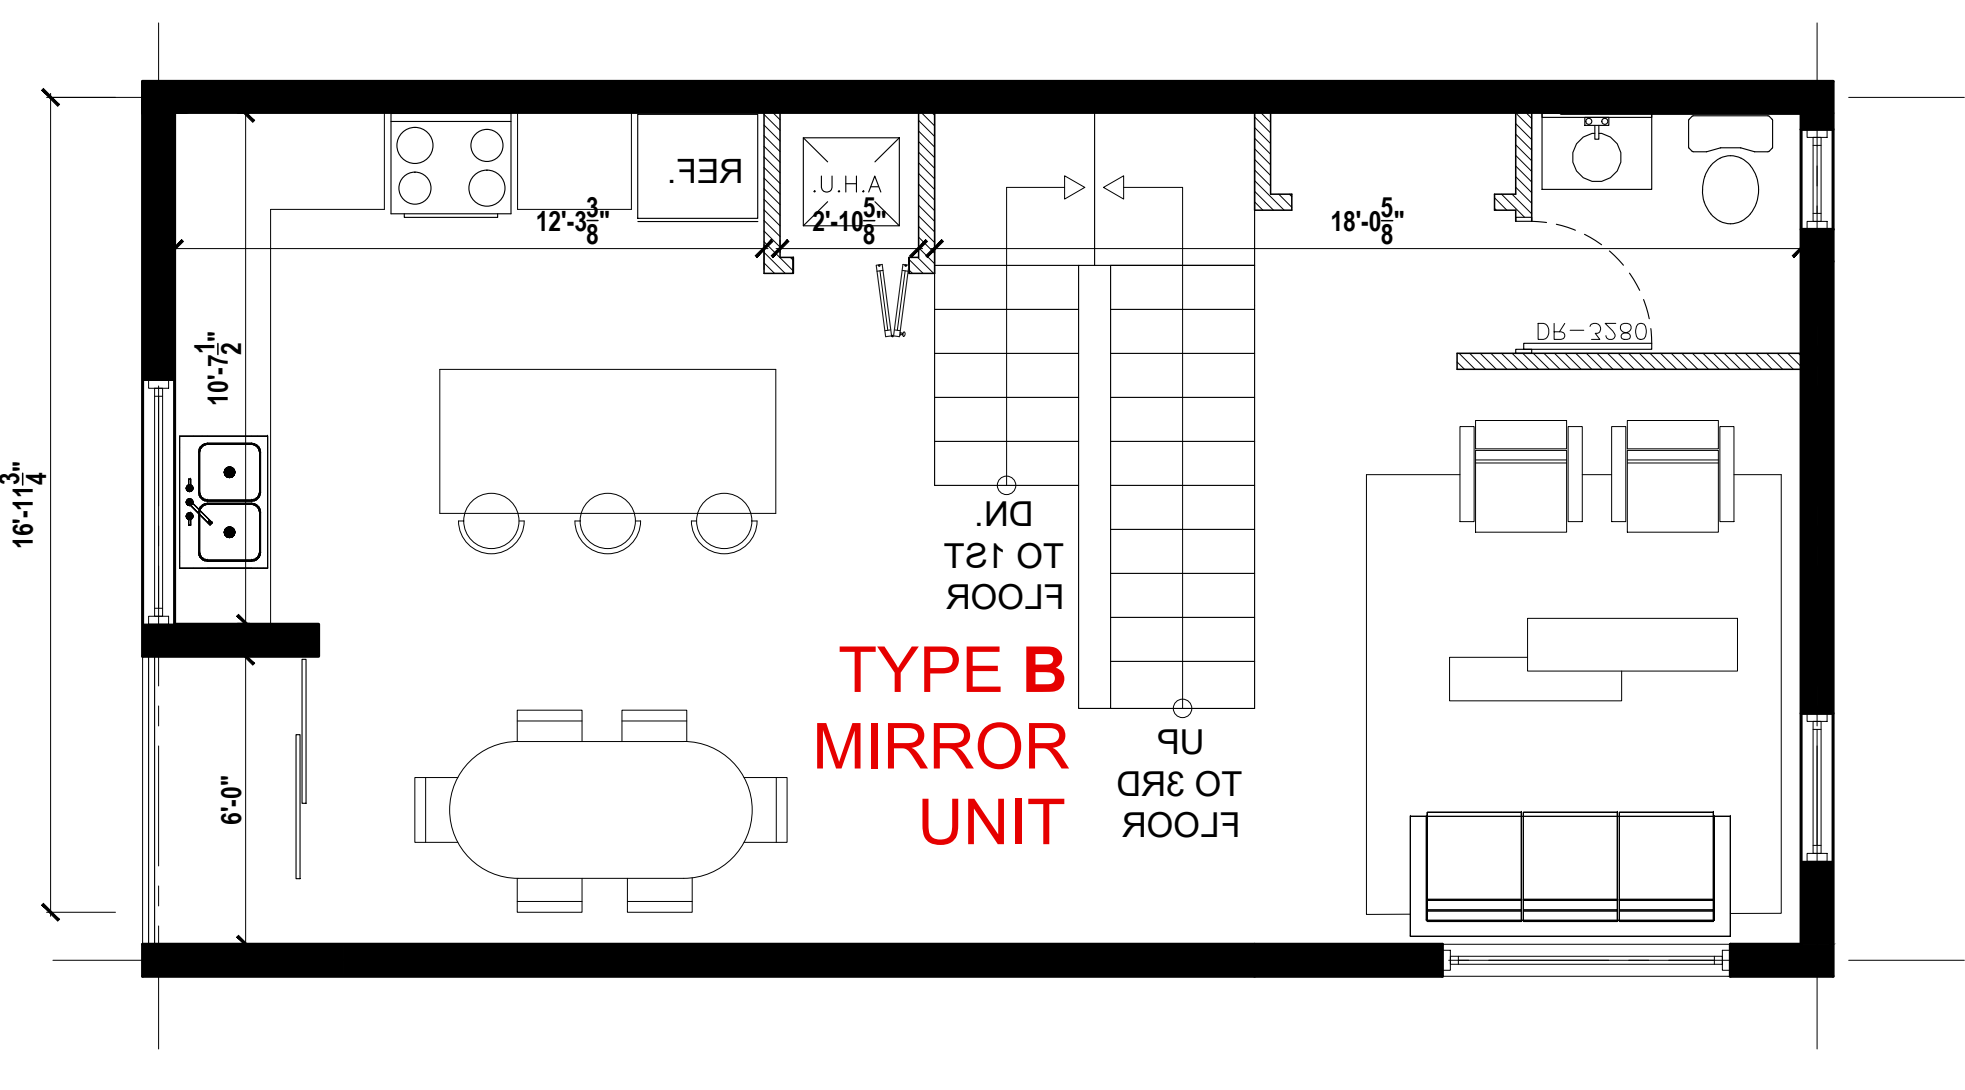 REF.
A.H.U.
12'-3 3/8"
2'-10 5/8"
18'-0 5/8"
DR-3280
10'-7 1/2"
16'-11 3/4"
DN.
TO 1ST
FLOOR
TYPE B
MIRROR
UNIT
UP
TO 3RD
FLOOR
6'-0"